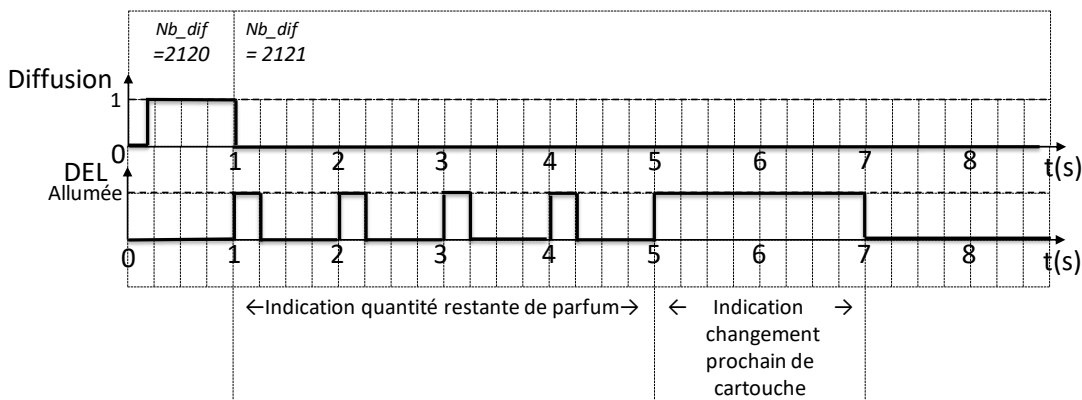 Nb_dif Nb_dif
=2120 = 2121
Diffusion
1
0 1 2 3 4 5 6 7 8 t(s)
DEL
Allumée
0 1 2 3 4 5 6 7 8 t(s)
←Indication quantité restante de parfum→ ← Indication →
changement
prochain de
cartouche